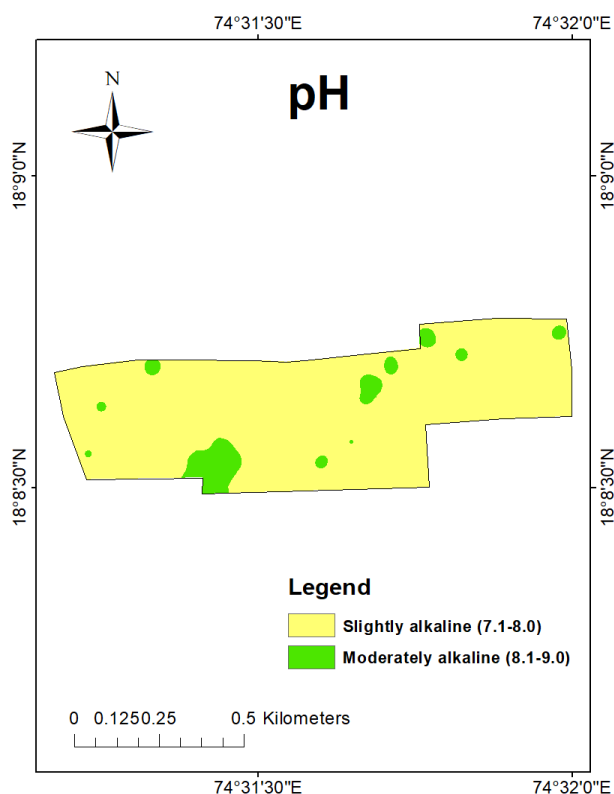 74°31'30"E 74°32'0"E
N
pH
18°9'0"N 18°9'0"N
18°8'30"N 18°8'30"N
Legend
Slightly alkaline (7.1-8.0)
Moderately alkaline (8.1-9.0)
0 0.1250.25 0.5 Kilometers
74°31'30"E 74°32'0"E